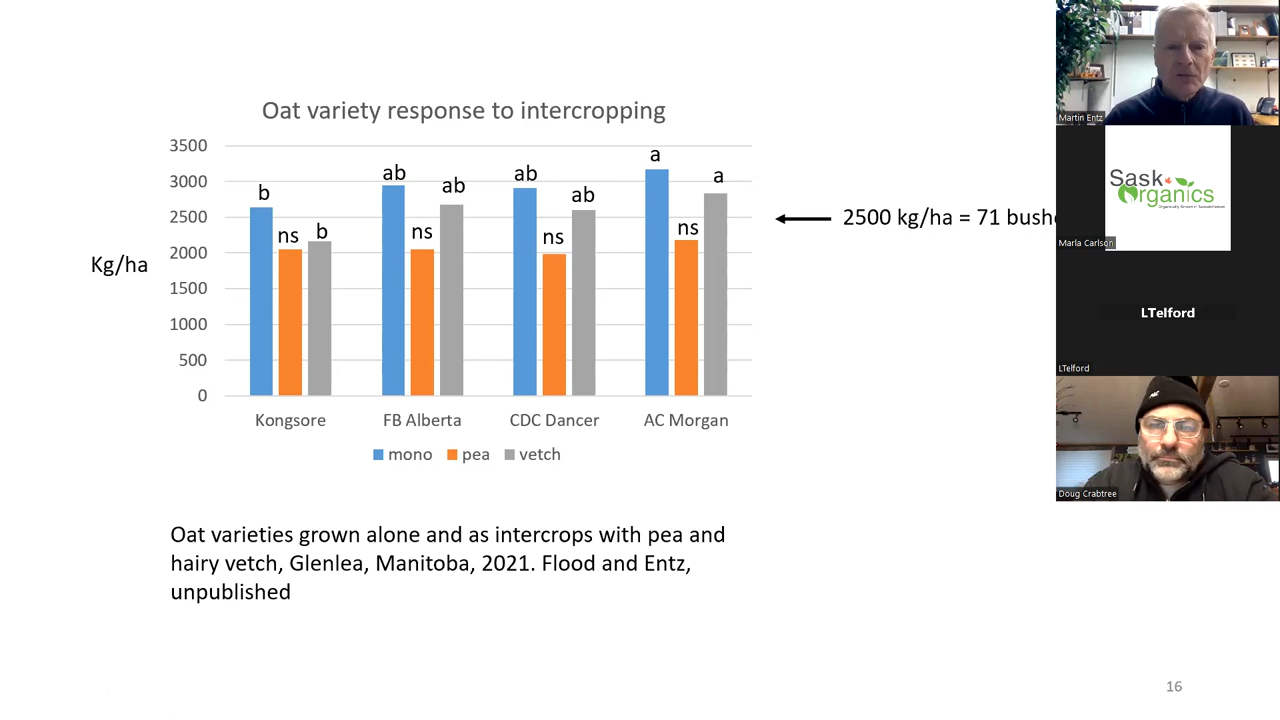 Oat variety response to intercropping
3500
3000
2500
2000
1500
1000
500
0
Kg/ha
b
ns
b
ab
ns
ab
ab
ns
ab
a
ns
a
Kongsore
FB Alberta
CDC Dancer
AC Morgan
mono
pea
vetch
2500 kg/ha = 71
Oat varieties grown alone and as intercrops with pea and
hairy vetch, Glenlea, Manitoba, 2021. Flood and Entz,
unpublished
16
Martin Entz
Sask
Organics
Marla Carlson
LTelford
LTelford
Doug Crabtree